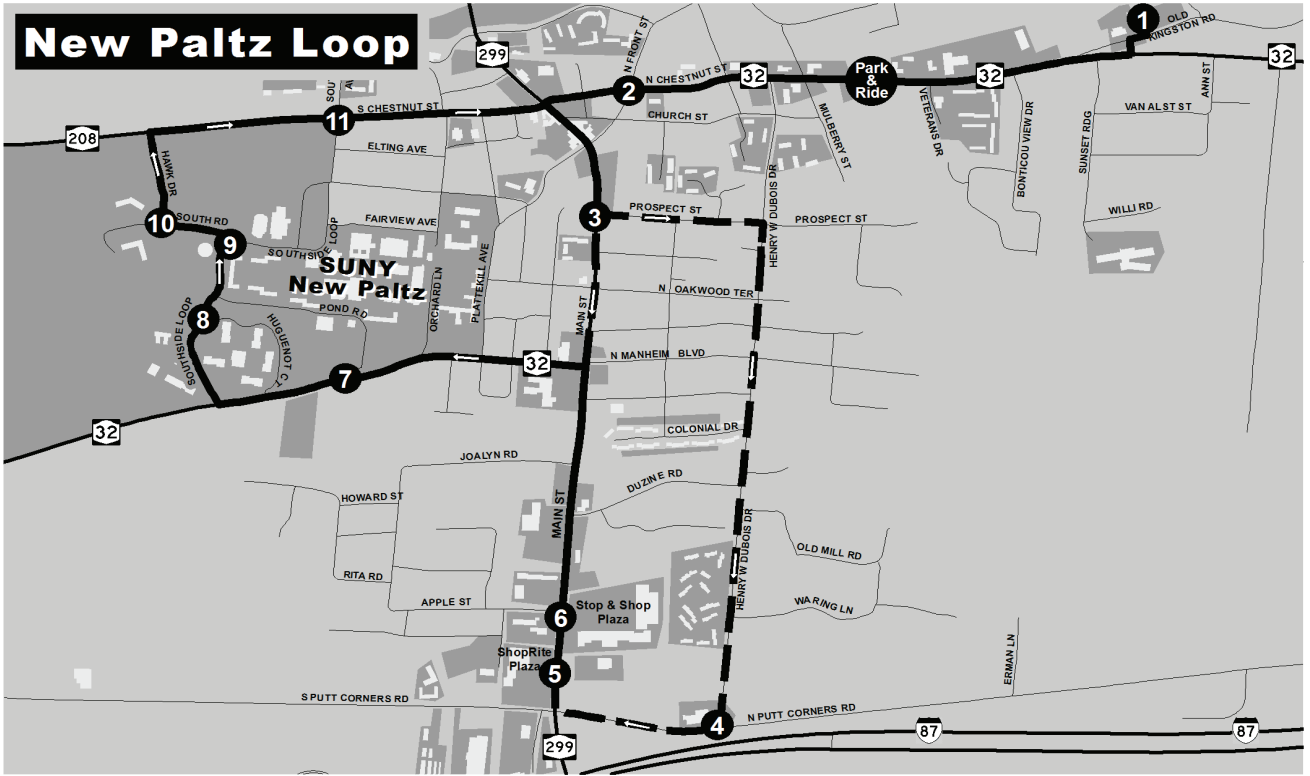 New Paltz Loop
299
N FRONT ST
1
OLD
KINGSTON RD
32
N CHESTNUT ST
32
Park
&
Ride
32
2
SOU
AV
S CHESTNUT ST
11
CHURCH ST
MULBERRY ST
VETERANS DR
BONTICOU VIEW DR
SUNSET RDG
VAN ALST ST
ANN ST
208
HAWK DR
ELTING AVE
10
SOUTH RD
9
FAIRVIEW AVE
SOUTHSIDE LOOP
SUNY
New Paltz
3
PROSPECT ST
HENRY W DUBOIS DR
PROSPECT ST
WILLI RD
ORCHARD LN
PLATTEKILL AVE
N OAKWOOD TER
MAIN ST
8
SOUTHSIDE LOOP
POND RD
HUGUENOT CT
7
32
N MANHEIM BLVD
32
COLONIAL DR
JOALYN RD
DUZINE RD
HOWARD ST
MAIN ST
HENRY W DUBOIS DR
OLD MILL RD
RITA RD
APPLE ST
WARING LN
6
Stop & Shop
Plaza
ShopRite
Plaza
5
ERMAN LN
S PUTT CORNERS RD
4
N PUTT CORNERS RD
299
87
87